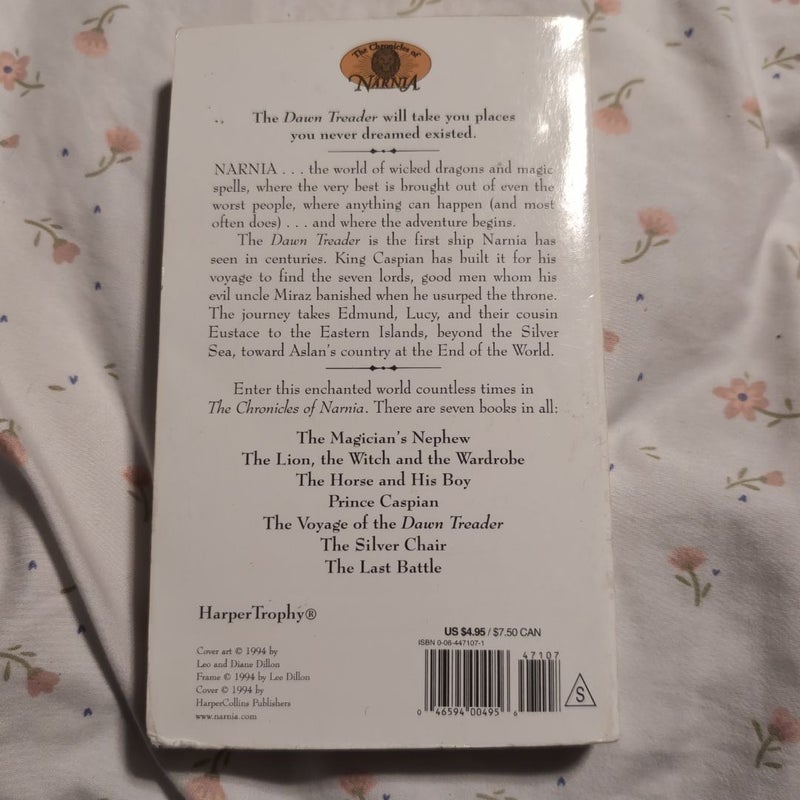 The Chronicles of
NARNIA
The Dawn Treader will take you places
you never dreamed existed.
NARNIA . . . the world of wicked dragons and magic
spells, where the very best is brought out of even the
worst people, where anything can happen (and most
often does) . . . and where the adventure begins.
The Dawn Treader is the first ship Narnia has
seen in centuries. King Caspian has built it for his
voyage to find the seven lords, good men whom his
evil uncle Miraz banished when he usurped the throne.
The journey takes Edmund, Lucy, and their cousin
Eustace to the Eastern Islands, beyond the Silver
Sea, toward Aslan's country at the End of the World.
Enter this enchanted world countless times in
The Chronicles of Narnia. There are seven books in all:
The Magician's Nephew
The Lion, the Witch and the Wardrobe
The Horse and His Boy
Prince Caspian
The Voyage of the Dawn Treader
The Silver Chair
The Last Battle
HarperTrophy®
US $4.95 / $7.50 CAN
ISBN 0-06-447107-1
47107
0 46594 00495 6
S
Cover art © 1994 by
Leo and Diane Dillon
Frame © 1994 by Lee Dillon
Cover © 1994 by
HarperCollins Publishers
www.narnia.com